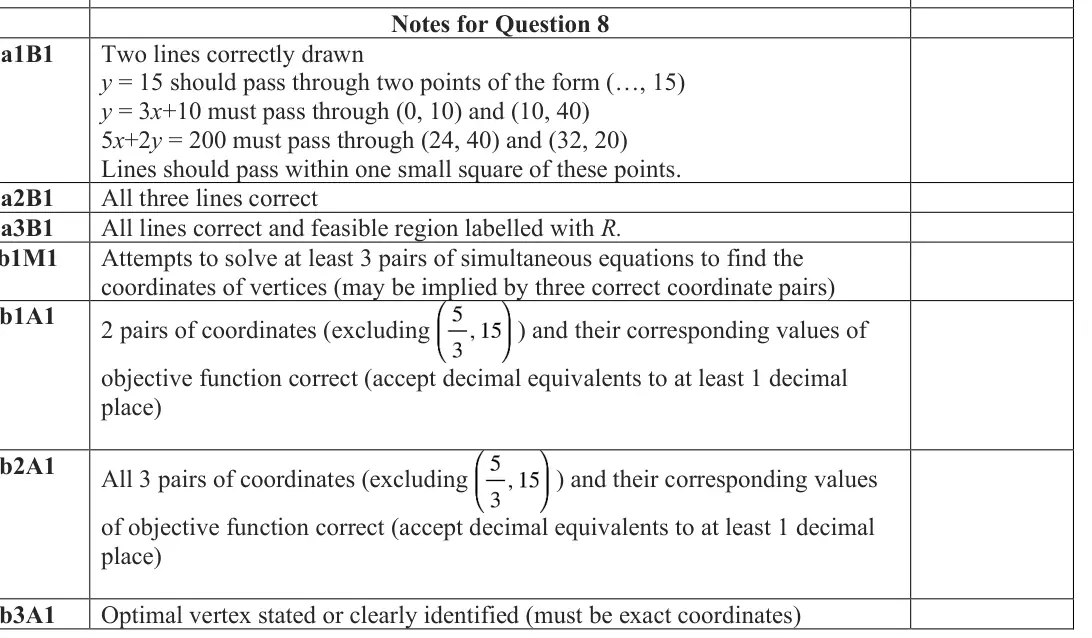 Notes for Question 8
a1B1 Two lines correctly drawn
y = 15 should pass through two points of the form (…, 15)
y = 3x+10 must pass through (0, 10) and (10, 40)
5x+2y = 200 must pass through (24, 40) and (32, 20)
Lines should pass within one small square of these points.
a2B1 All three lines correct
a3B1 All lines correct and feasible region labelled with R.
b1M1 Attempts to solve at least 3 pairs of simultaneous equations to find the
coordinates of vertices (may be implied by three correct coordinate pairs)
b1A1 2 pairs of coordinates (excluding (5/3, 15) ) and their corresponding values of
objective function correct (accept decimal equivalents to at least 1 decimal
place)
b2A1 All 3 pairs of coordinates (excluding (5/3, 15) ) and their corresponding values
of objective function correct (accept decimal equivalents to at least 1 decimal
place)
b3A1 Optimal vertex stated or clearly identified (must be exact coordinates)